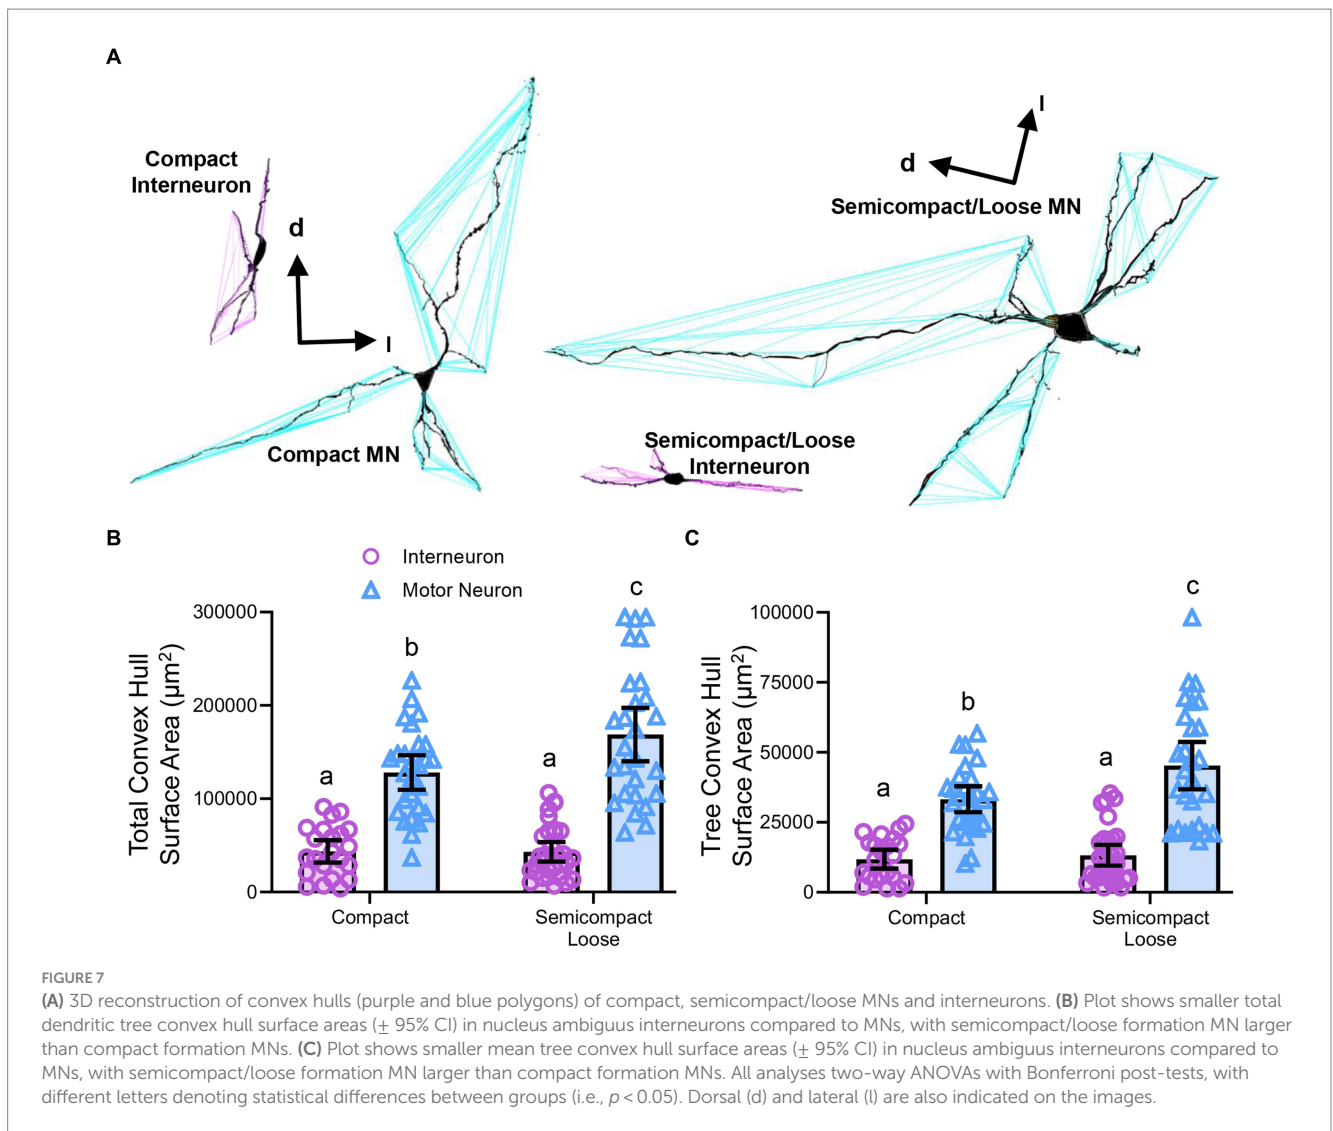 A
Compact
Interneuron
d
l
Compact MN
l
d
Semicompact/Loose MN
Semicompact/Loose
Interneuron
B
Interneuron
Motor Neuron
Total Convex Hull
Surface Area (µm²)
300000
200000
100000
0
a
b
a
c
Compact
Semicompact
Loose
C
Tree Convex Hull
Surface Area (µm²)
100000
75000
50000
25000
0
a
b
a
c
Compact
Semicompact
Loose
FIGURE 7
(A) 3D reconstruction of convex hulls (purple and blue polygons) of compact, semicompact/loose MNs and interneurons. (B) Plot shows smaller total
dendritic tree convex hull surface areas (± 95% CI) in nucleus ambiguus interneurons compared to MNs, with semicompact/loose formation MN larger
than compact formation MNs. (C) Plot shows smaller mean tree convex hull surface areas (± 95% CI) in nucleus ambiguus interneurons compared to
MNs, with semicompact/loose formation MN larger than compact formation MNs. All analyses two-way ANOVAs with Bonferroni post-tests, with
different letters denoting statistical differences between groups (i.e., p < 0.05). Dorsal (d) and lateral (l) are also indicated on the images.